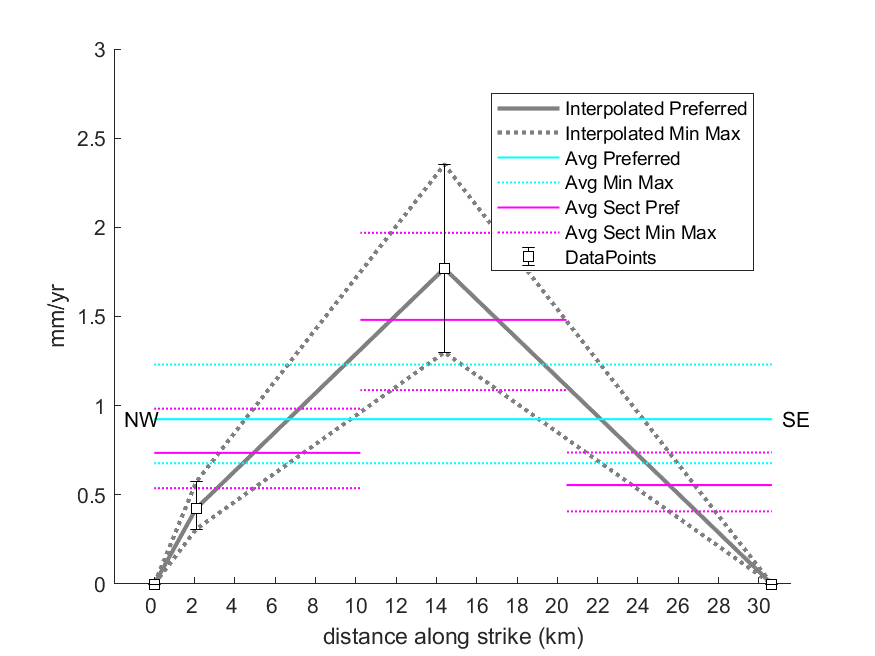 3
2.5
2
1.5
1
0.5
0
mm/yr
NW
SE
Interpolated Preferred
Interpolated Min Max
Avg Preferred
Avg Min Max
Avg Sect Pref
Avg Sect Min Max
DataPoints
0 2 4 6 8 10 12 14 16 18 20 22 24 26 28 30
distance along strike (km)